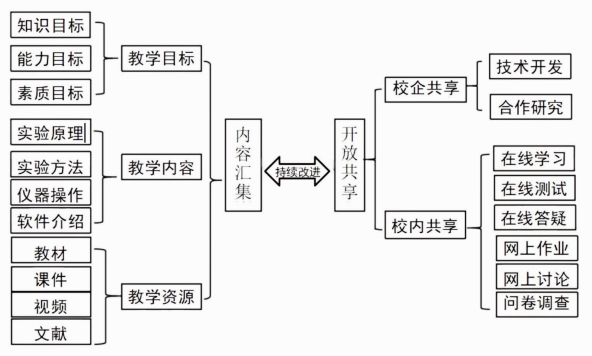 知识目标
能力目标
素质目标
教学目标
实验原理
实验方法
仪器操作
软件介绍
教学内容
教材
课件
视频
文献
教学资源
内容汇集
持续改进
开放共享
校企共享
技术开发
合作研究
校内共享
在线学习
在线测试
在线答疑
网上作业
网上讨论
问卷调查